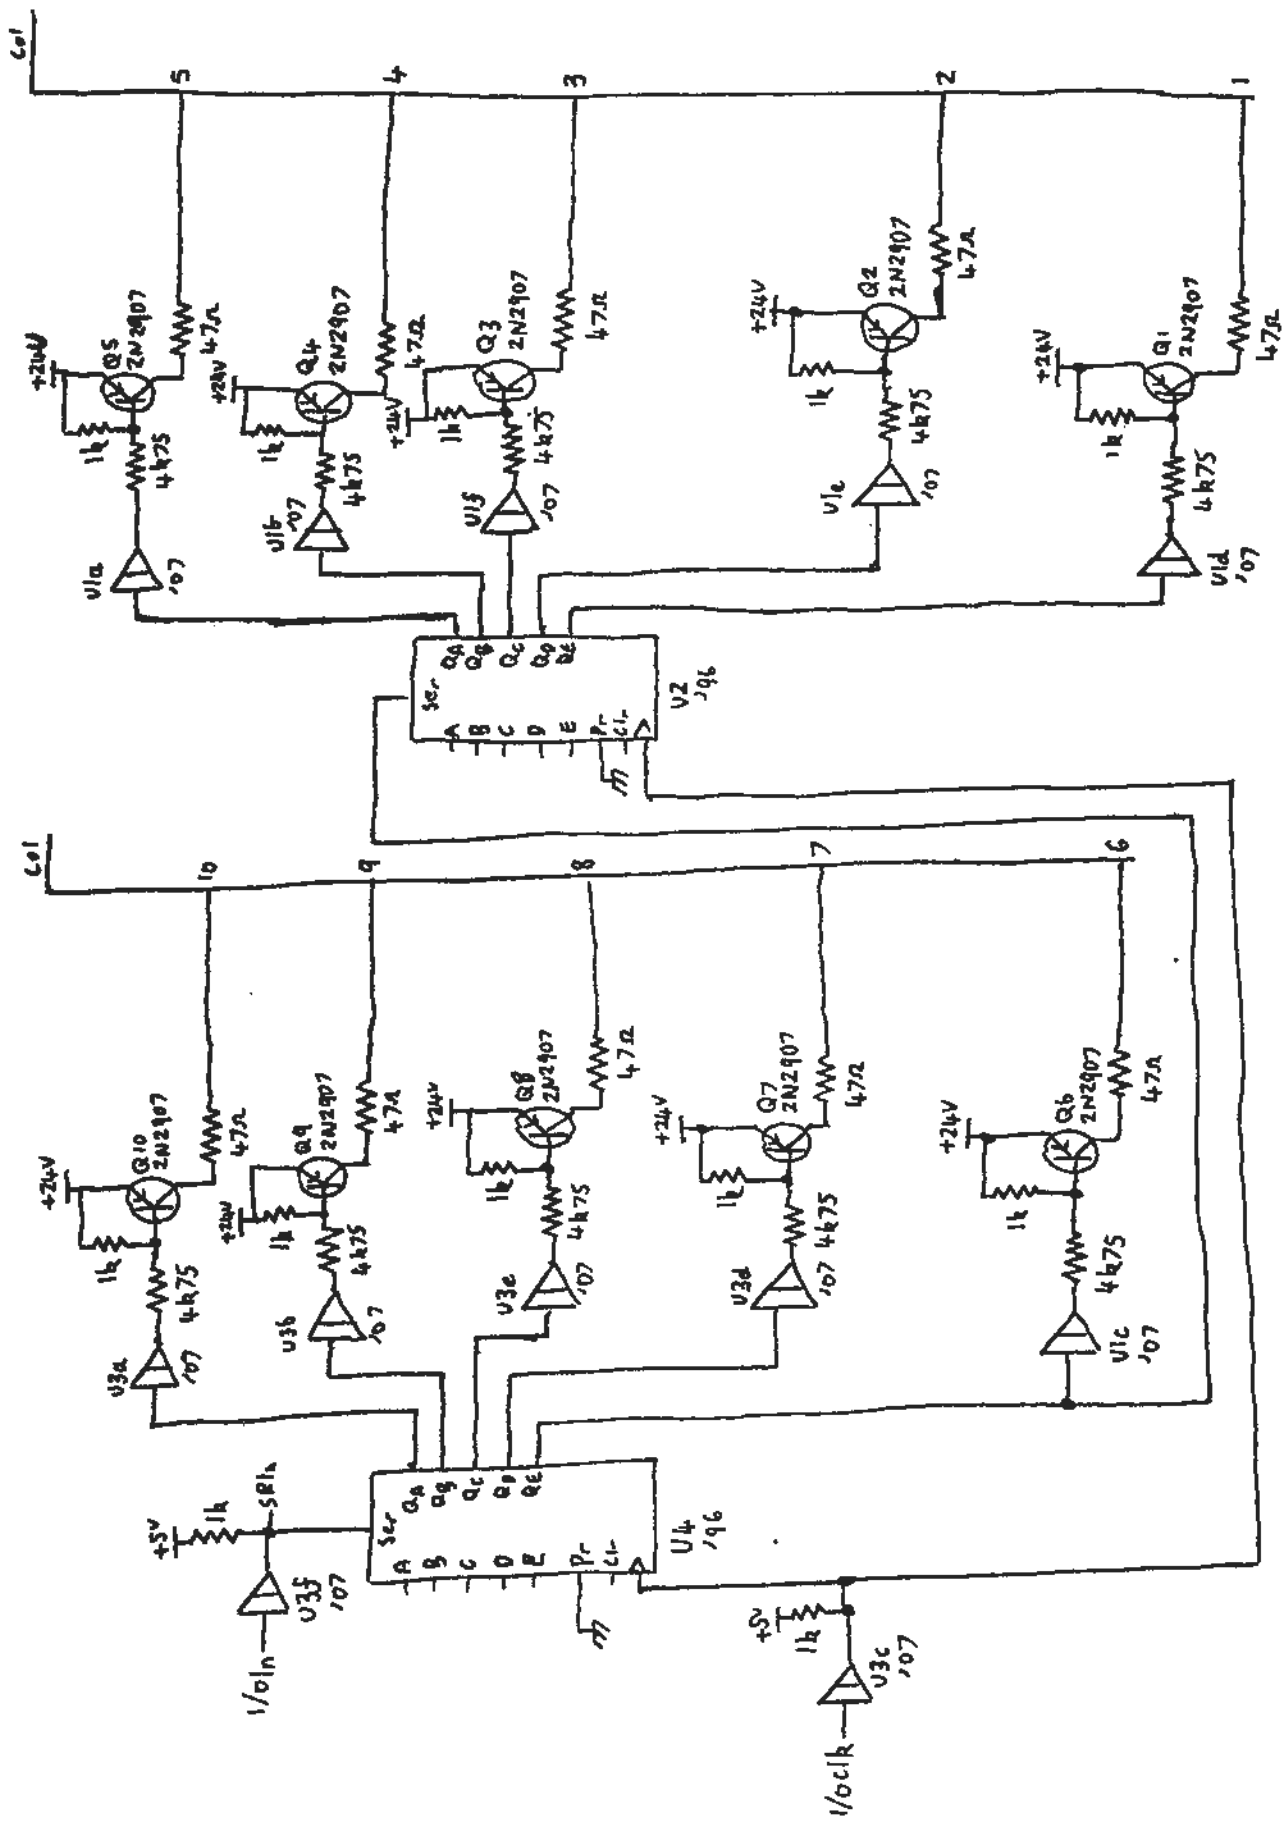 Col
Col
+24V
1k
Q10
2N2907
4k75
47Ω
U3a
'07
10
+24V
1k
Q9
2N2907
4k75
47Ω
U3b
'07
9
+24V
1k
Q8
2N2907
4k75
47Ω
U3e
'07
8
+24V
1k
Q7
2N2907
4k75
47Ω
U3d
'07
7
+24V
1k
Q6
2N2907
4k75
47Ω
U1c
'07
6
+24V
1k
Q5
2N2907
4k75
47Ω
U1a
'07
5
+24V
1k
Q4
2N2907
4k75
47Ω
U1b
'07
4
+24V
1k
Q3
2N2907
4k75
47Ω
U1f
'07
3
+24V
1k
Q2
2N2907
4k75
47Ω
U1e
'07
2
+24V
1k
Q1
2N2907
4k75
47Ω
U1d
'07
1
+5V
1k
SRIn
I/OIn
U3f
'07
Ser
A QA
B QB
C QC
D QD
E QE
Pr
Clr
U4
'96
Ser
A QA
B QB
C QC
D QD
E QE
Pr
Clr
U2
'96
+5V
1k
I/OClk
U3c
'07